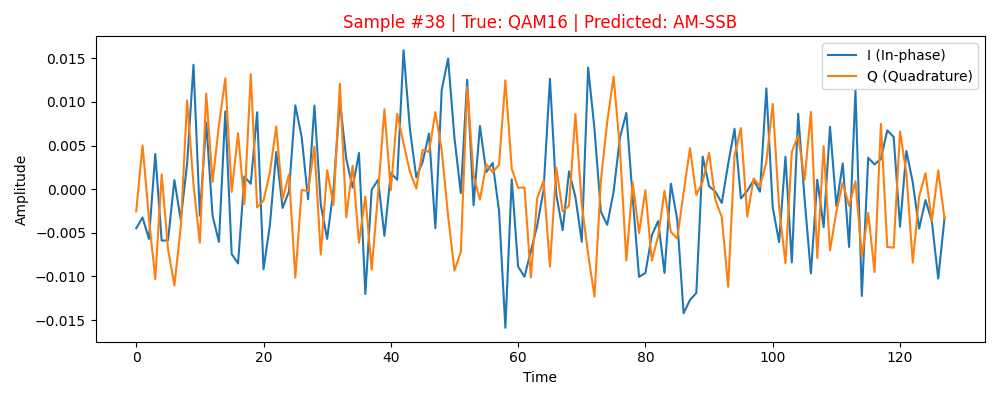 Sample #38 | True: QAM16 | Predicted: AM-SSB
I (In-phase)
Q (Quadrature)
Amplitude
0.015
0.010
0.005
0.000
−0.005
−0.010
−0.015
0 20 40 60 80 100 120
Time